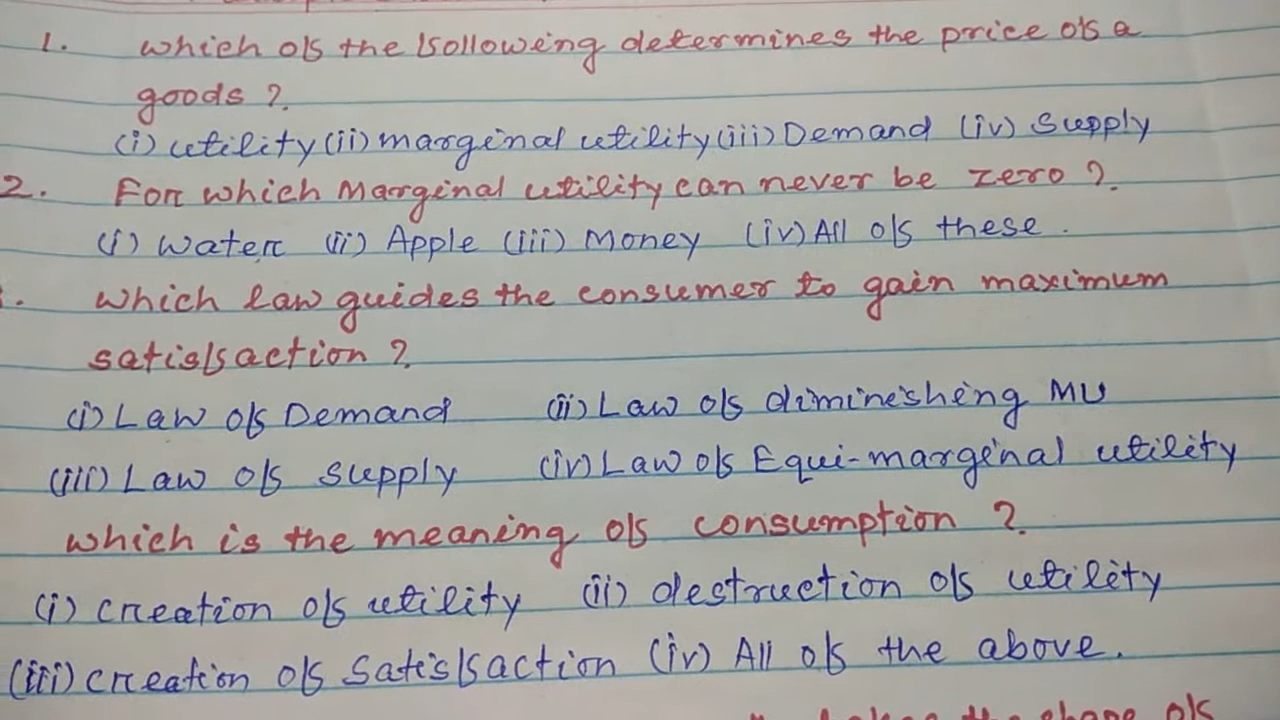 1. which of the following determines the price of a
goods ?
(i) utility (ii) marginal utility (iii) Demand (iv) Supply
2. For which Marginal utility can never be zero ?
(i) Water (ii) Apple (iii) Money (iv) All of these .
. which law guides the consumer to gain maximum
satisfaction ?
(i) Law of Demand (ii) Law of diminishing MU
(iii) Law of supply (iv) Law of Equi-marginal utility
which is the meaning of consumption ?
(i) creation of utility (ii) destruction of utility
(iii) creation of Satisfaction (iv) All of the above.
the shape of